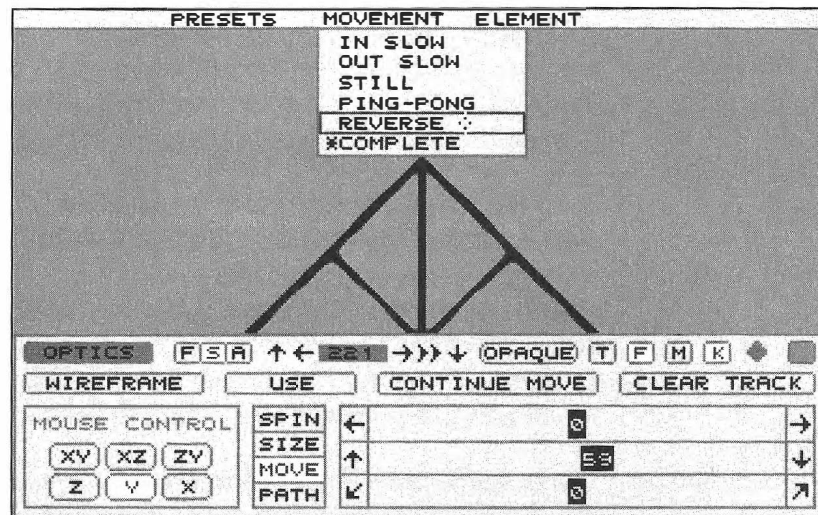 PRESETS MOVEMENT ELEMENT
IN SLOW
OUT SLOW
STILL
PING-PONG
REVERSE
*COMPLETE
OPTICS F S A 221 OPAQUE T F M K
WIREFRAME USE CONTINUE MOVE CLEAR TRACK
MOUSE CONTROL
XY XZ ZY
Z Y X
SPIN 0
SIZE
MOVE
PATH 0